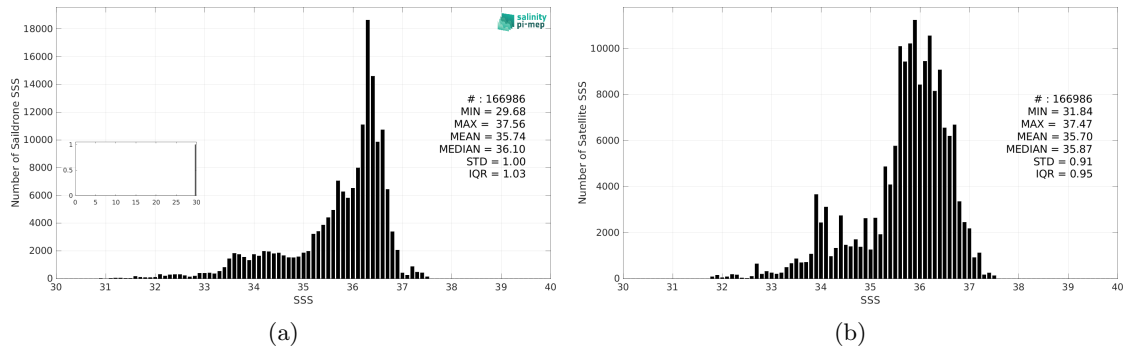 salinity
pi-mep
Number of Saildrone SSS
18000
16000
14000
12000
10000
8000
6000
4000
2000
0
# : 166986
MIN = 29.68
MAX = 37.56
MEAN = 35.74
MEDIAN = 36.10
STD = 1.00
IQR = 1.03
1
0.5
0
0 5 10 15 20 25 30
30 31 32 33 34 35 36 37 38 39 40
SSS
(a)
Number of Satellite SSS
10000
8000
6000
4000
2000
0
# : 166986
MIN = 31.84
MAX = 37.47
MEAN = 35.70
MEDIAN = 35.87
STD = 0.91
IQR = 0.95
30 31 32 33 34 35 36 37 38 39 40
SSS
(b)